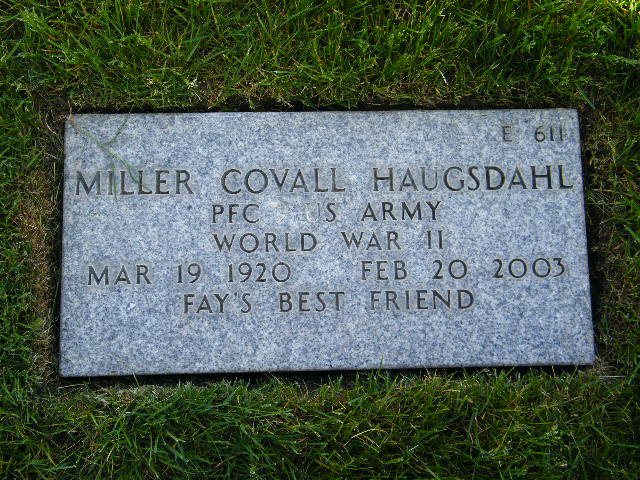 E 611
MILLER COVALL HAUGSDAHL
PFC US ARMY
WORLD WAR II
MAR 19 1920 FEB 20 2003
FAY'S BEST FRIEND